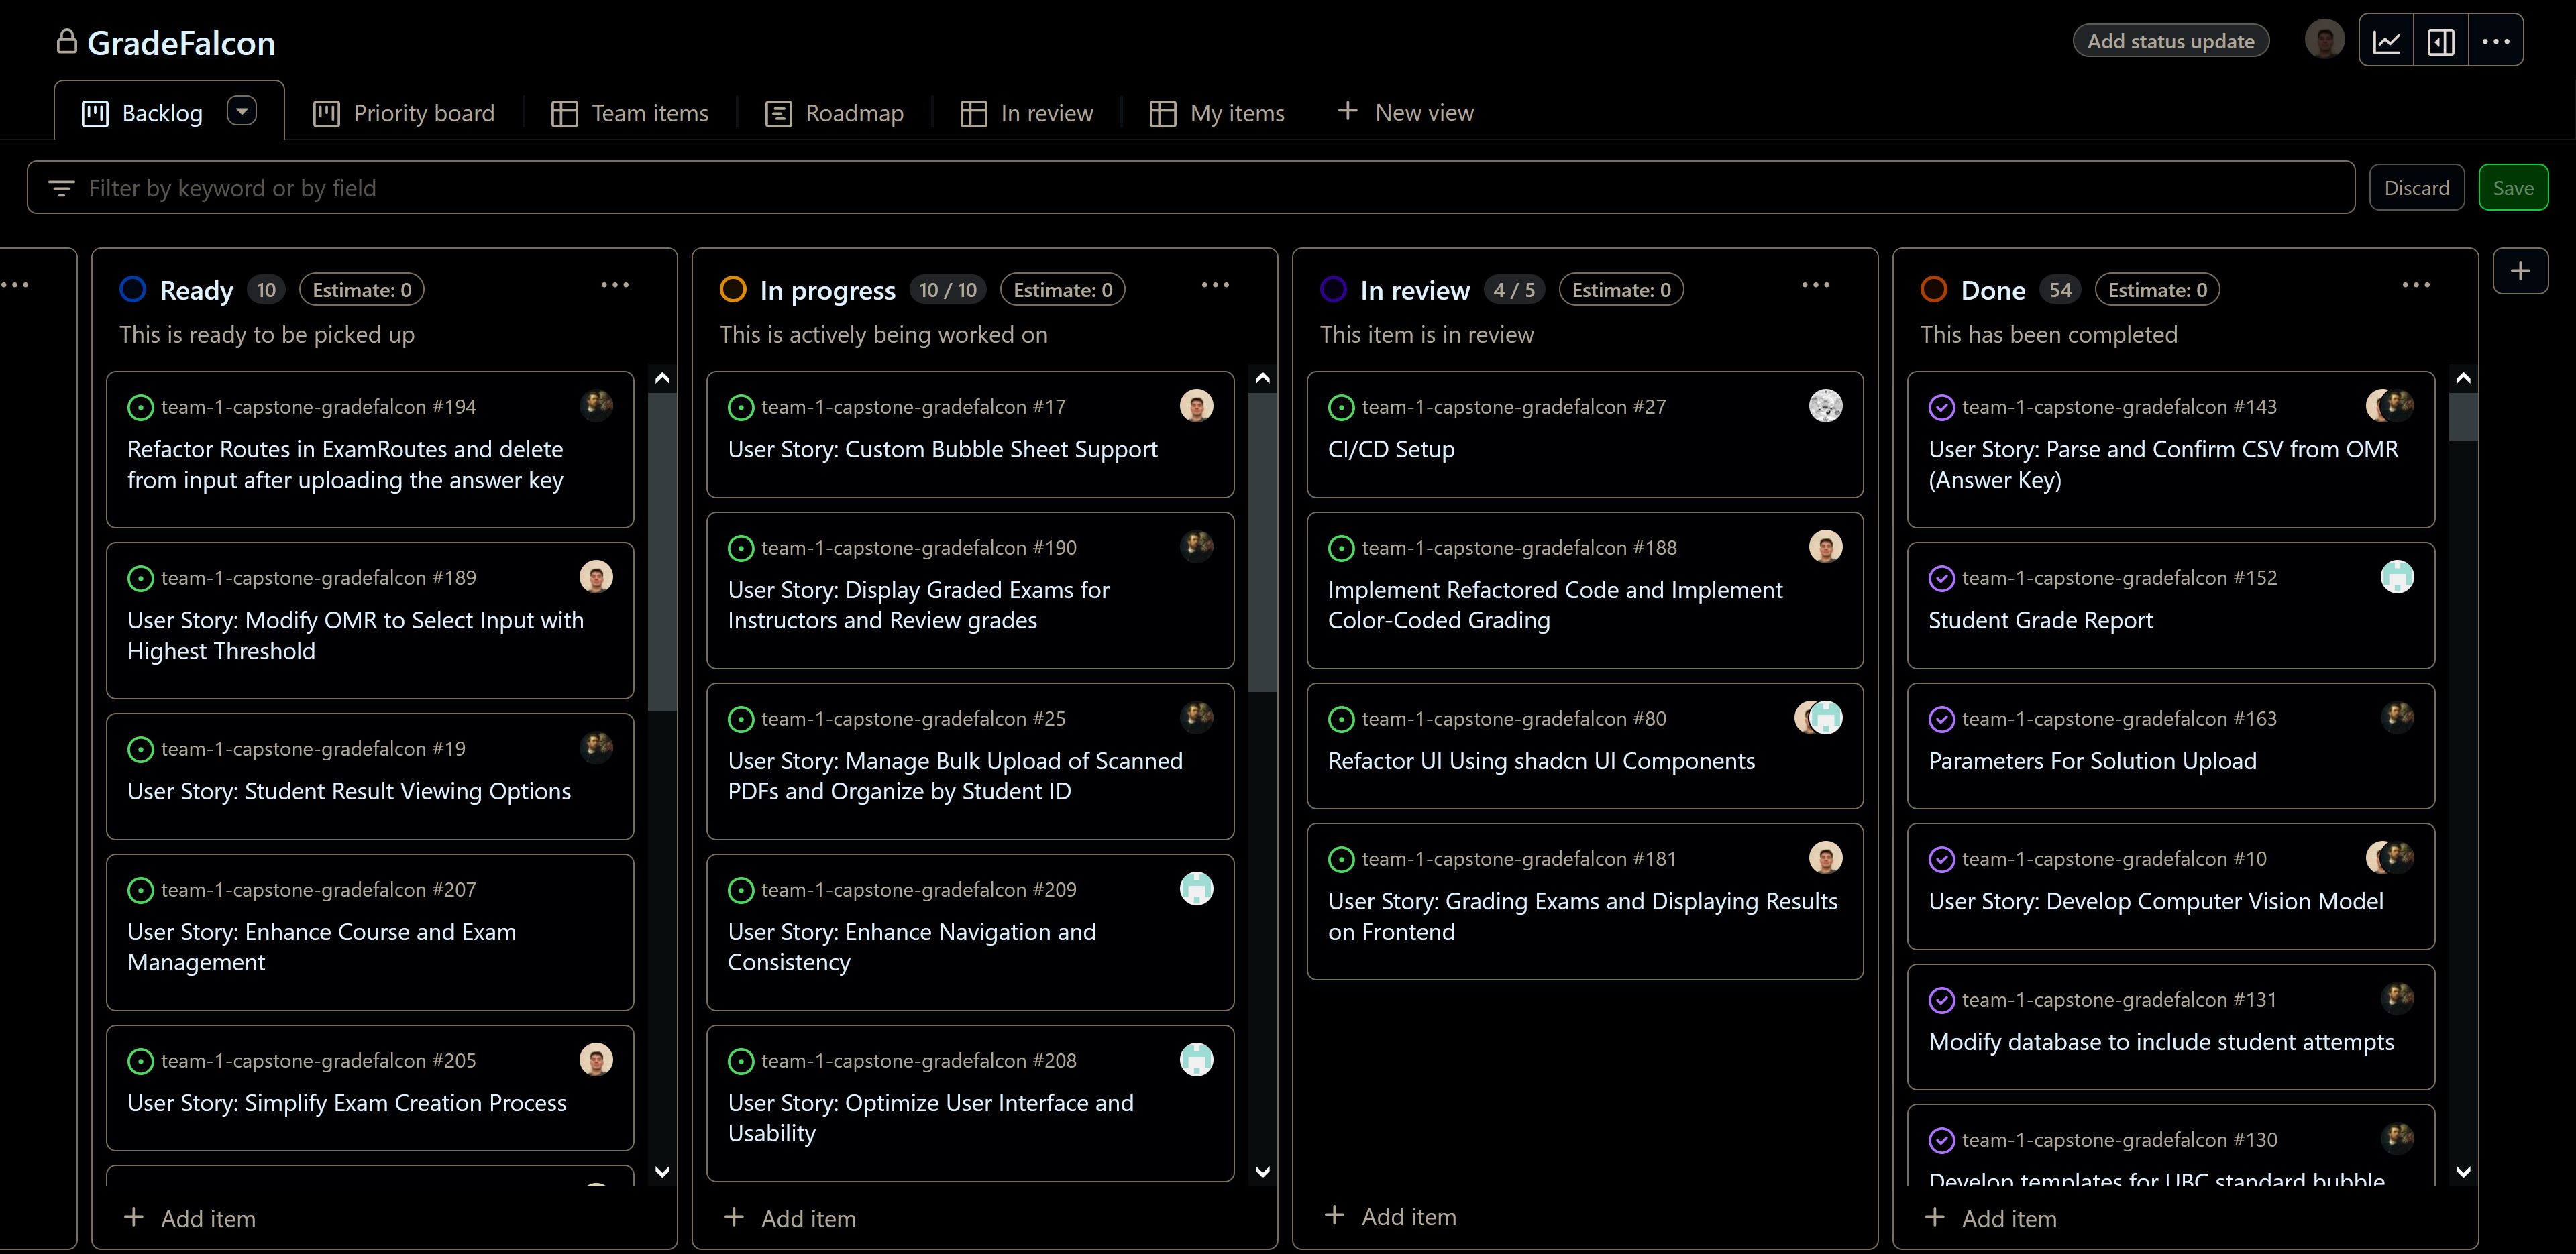 GradeFalcon
Add status update
Backlog
Priority board
Team items
Roadmap
In review
My items
New view
Filter by keyword or by field
Discard
Save
Ready 10 Estimate: 0
This is ready to be picked up
team-1-capstone-gradefalcon #194
Refactor Routes in ExamRoutes and delete
from input after uploading the answer key
team-1-capstone-gradefalcon #189
User Story: Modify OMR to Select Input with
Highest Threshold
team-1-capstone-gradefalcon #19
User Story: Student Result Viewing Options
team-1-capstone-gradefalcon #207
User Story: Enhance Course and Exam
Management
team-1-capstone-gradefalcon #205
User Story: Simplify Exam Creation Process
Add item
In progress 10 / 10 Estimate: 0
This is actively being worked on
team-1-capstone-gradefalcon #17
User Story: Custom Bubble Sheet Support
team-1-capstone-gradefalcon #190
User Story: Display Graded Exams for
Instructors and Review grades
team-1-capstone-gradefalcon #25
User Story: Manage Bulk Upload of Scanned
PDFs and Organize by Student ID
team-1-capstone-gradefalcon #209
User Story: Enhance Navigation and
Consistency
team-1-capstone-gradefalcon #208
User Story: Optimize User Interface and
Usability
Add item
In review 4 / 5 Estimate: 0
This item is in review
team-1-capstone-gradefalcon #27
CI/CD Setup
team-1-capstone-gradefalcon #188
Implement Refactored Code and Implement
Color-Coded Grading
team-1-capstone-gradefalcon #80
Refactor UI Using shadcn UI Components
team-1-capstone-gradefalcon #181
User Story: Grading Exams and Displaying Results
on Frontend
Add item
Done 54 Estimate: 0
This has been completed
team-1-capstone-gradefalcon #143
User Story: Parse and Confirm CSV from OMR
(Answer Key)
team-1-capstone-gradefalcon #152
Student Grade Report
team-1-capstone-gradefalcon #163
Parameters For Solution Upload
team-1-capstone-gradefalcon #10
User Story: Develop Computer Vision Model
team-1-capstone-gradefalcon #131
Modify database to include student attempts
team-1-capstone-gradefalcon #130
Develop templates for UBC standard bubble
Add item